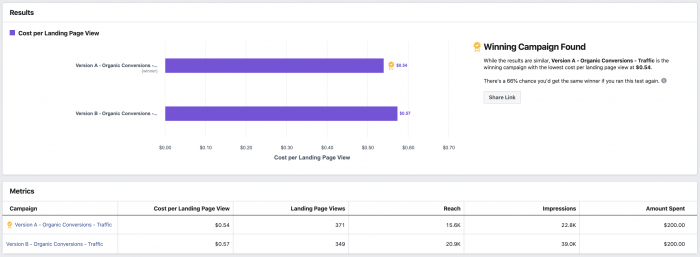 Results
Cost per Landing Page View
Version A - Organic Conversions -...
(winner)
$0.54
Version B - Organic Conversions -...
$0.57
$0.00 $0.10 $0.20 $0.30 $0.40 $0.50 $0.60 $0.70
Cost per Landing Page View
Winning Campaign Found
While the results are similar, Version A - Organic Conversions - Traffic is
the winning campaign with the lowest cost per landing page view at $0.54.
There's a 66% chance you'd get the same winner if you ran this test again.
Share Link
Metrics
Campaign Cost per Landing Page View Landing Page Views Reach Impressions Amount Spent
Version A - Organic Conversions - Traffic $0.54 371 15.6K 22.8K $200.00
Version B - Organic Conversions - Traffic $0.57 349 20.9K 39.0K $200.00